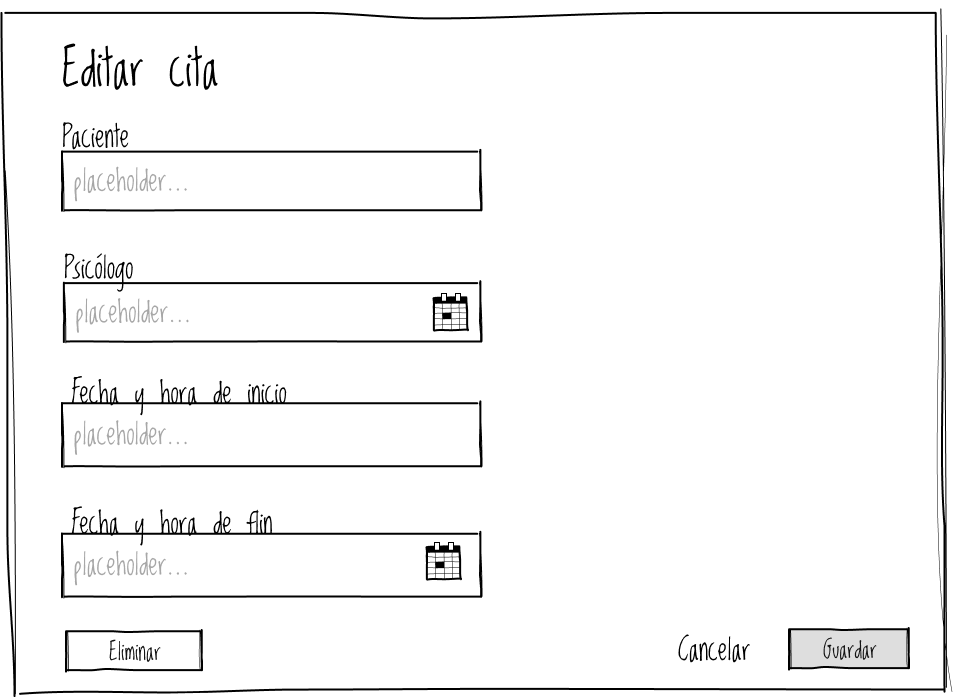 Editar cita
Paciente
placeholder...
Psicólogo
placeholder...
Fecha y hora de inicio
placeholder...
Fecha y hora de flin
placeholder...
Eliminar
Cancelar
Guardar